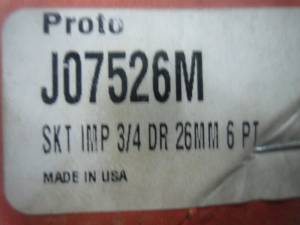 Proto
J07526M
SKT IMP 3/4 DR 26MM 6 PT
MADE IN USA